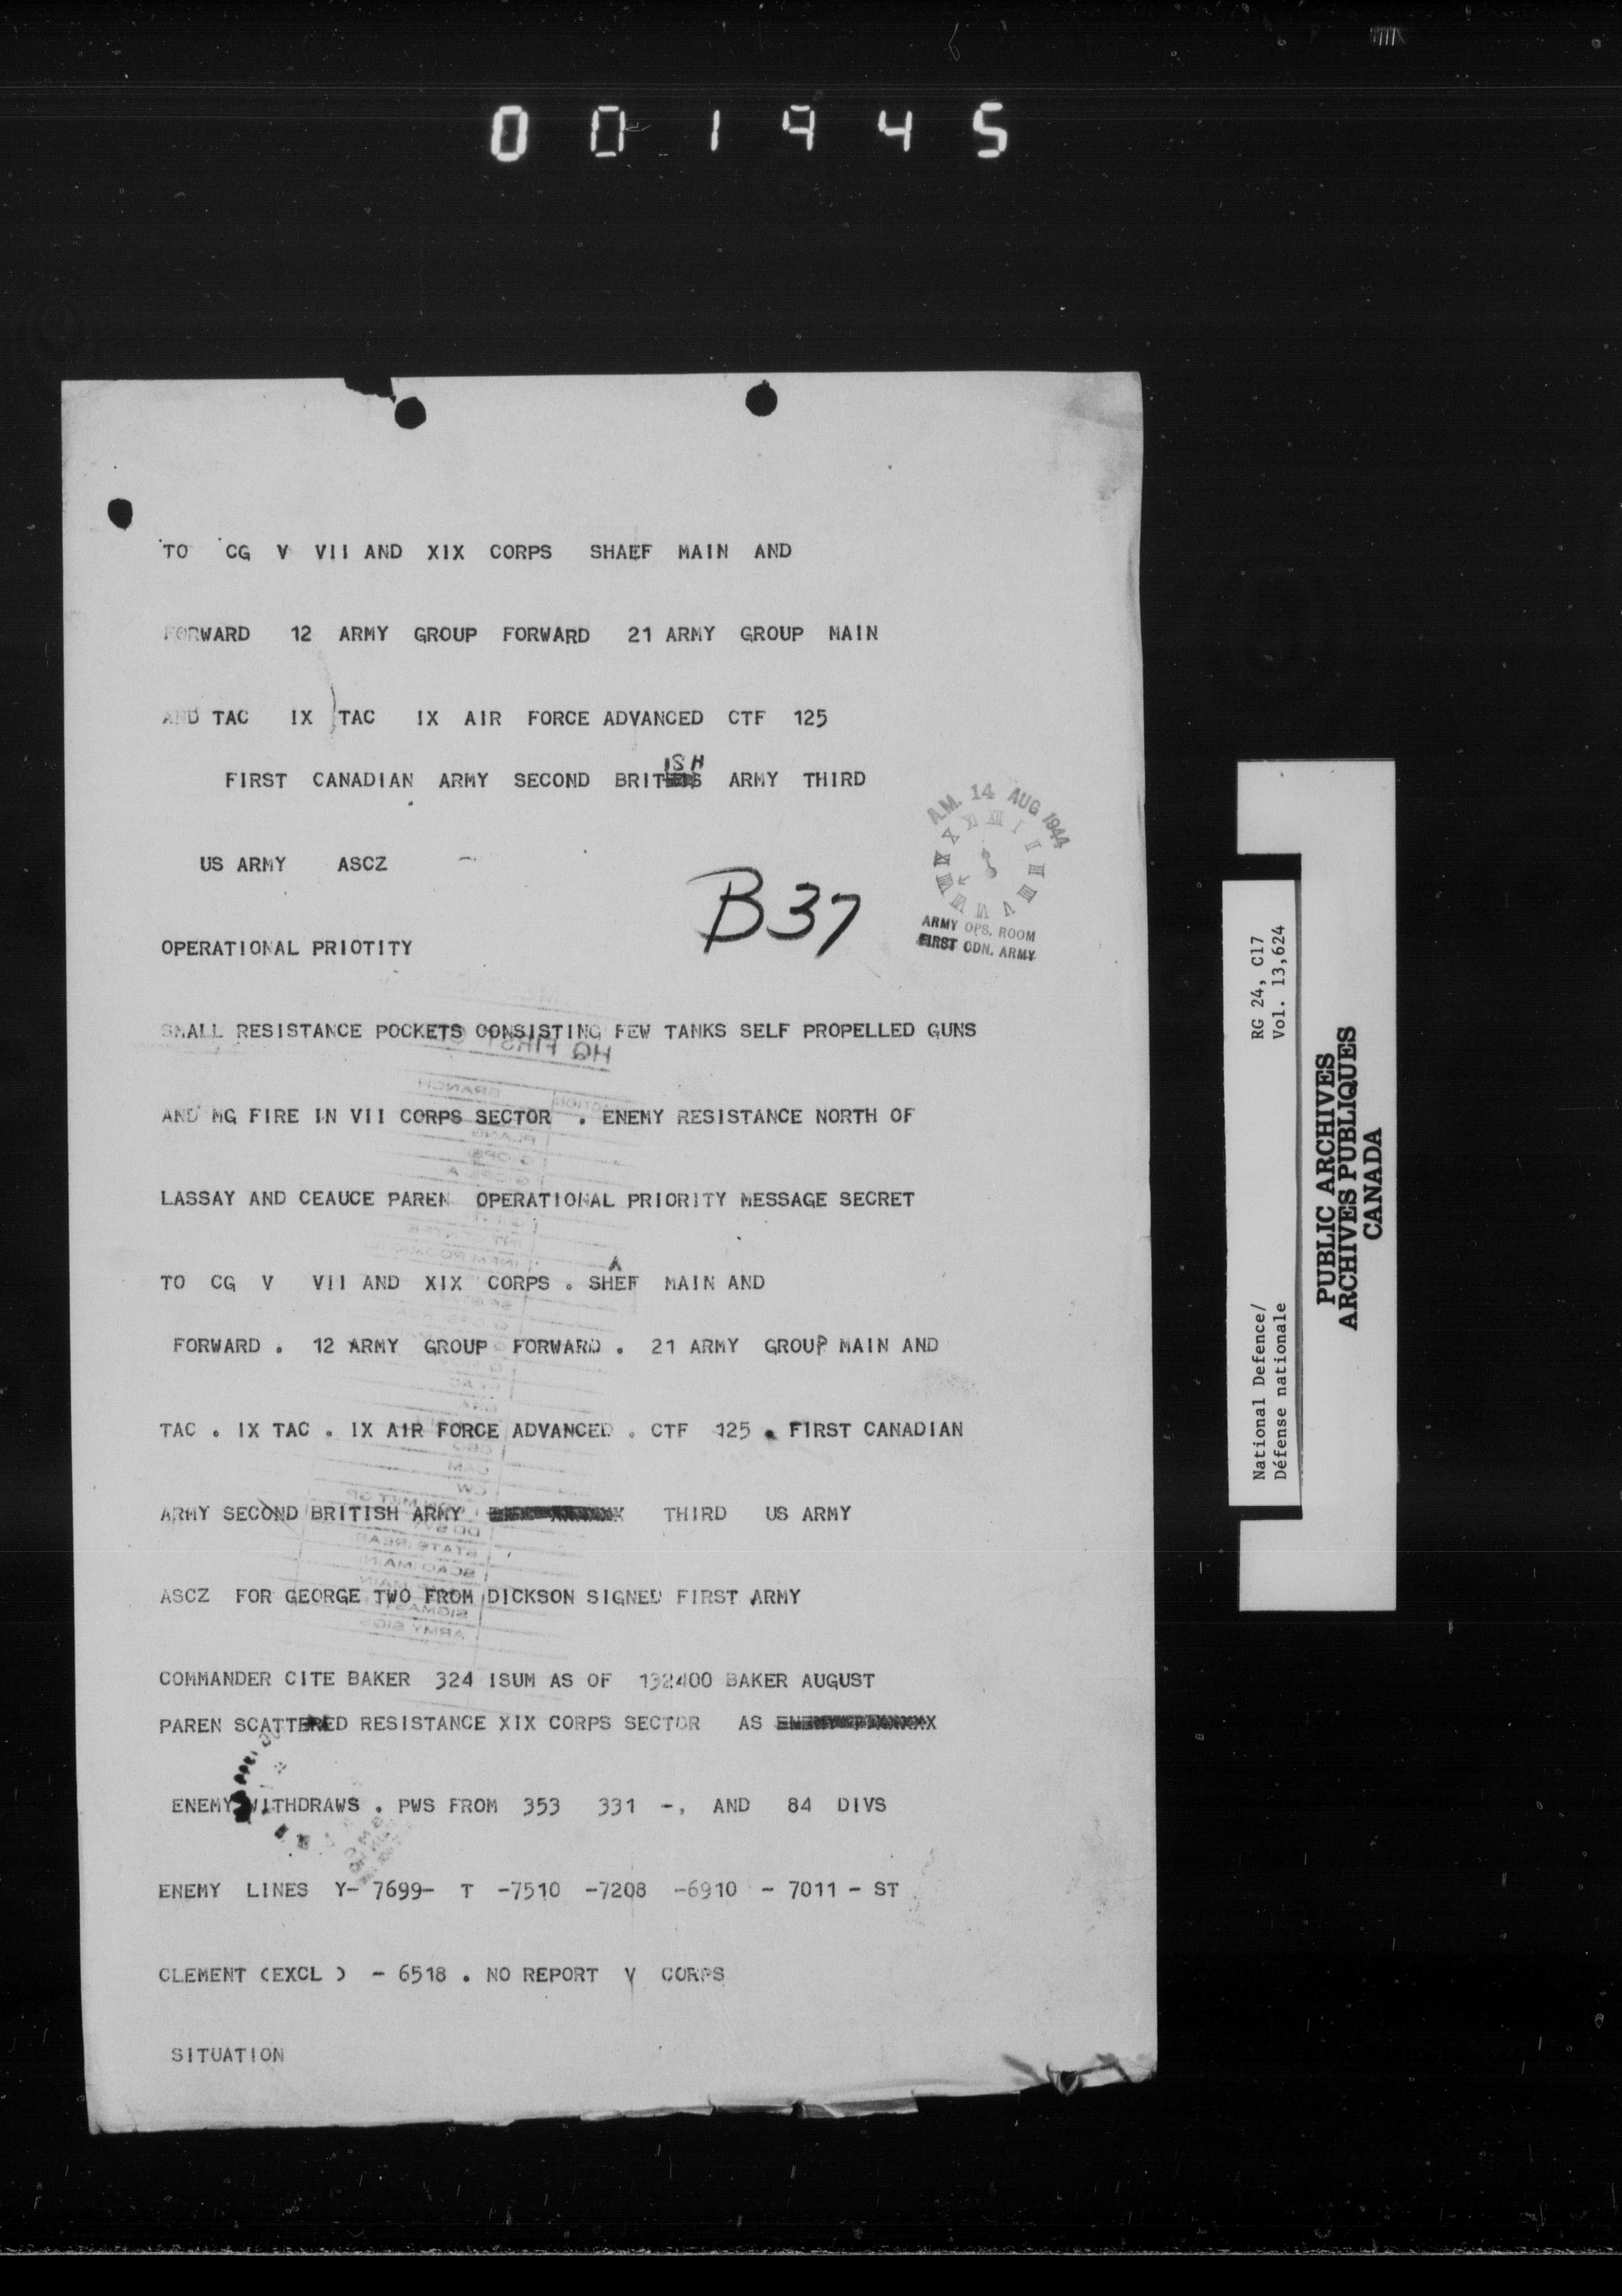 001945
TO CG V VII AND XIX CORPS SHAEF MAIN AND
FORWARD 12 ARMY GROUP FORWARD 21 ARMY GROUP MAIN
AND TAC IX TAC IX AIR FORCE ADVANCED CTF 125
ISH
FIRST CANADIAN ARMY SECOND BRIT ARMY THIRD
A.M. 14 AUG 1944
US ARMY ASCZ
B37
ARMY OPS. ROOM
FIRST CDN. ARMY
OPERATIONAL PRIOTITY
SMALL RESISTANCE POCKETS CONSISTING FEW TANKS SELF PROPELLED GUNS
HQ FIRST
AND MG FIRE IN VII CORPS SECTOR . ENEMY RESISTANCE NORTH OF
LASSAY AND CEAUCE PAREN OPERATIONAL PRIORITY MESSAGE SECRET
A
TO CG V VII AND XIX CORPS . SHEF MAIN AND
FORWARD . 12 ARMY GROUP FORWARD . 21 ARMY GROUP MAIN AND
TAC . IX TAC . IX AIR FORCE ADVANCED . CTF 125 . FIRST CANADIAN
ARMY SECOND BRITISH ARMY THIRD US ARMY
ASCZ FOR GEORGE TWO FROM DICKSON SIGNED FIRST ARMY
COMMANDER CITE BAKER 324 ISUM AS OF 132400 BAKER AUGUST
PAREN SCATTERED RESISTANCE XIX CORPS SECTOR AS
ENEMY WITHDRAWS . PWS FROM 353 331 -, AND 84 DIVS
ENEMY LINES Y- 7699- T -7510 -7208 -6910 - 7011 - ST
CLEMENT (EXCL ) - 6518 . NO REPORT V CORPS
SITUATION
National Defence/ RG 24, C17
Défense nationale Vol. 13,624
PUBLIC ARCHIVES
ARCHIVES PUBLIQUES
CANADA